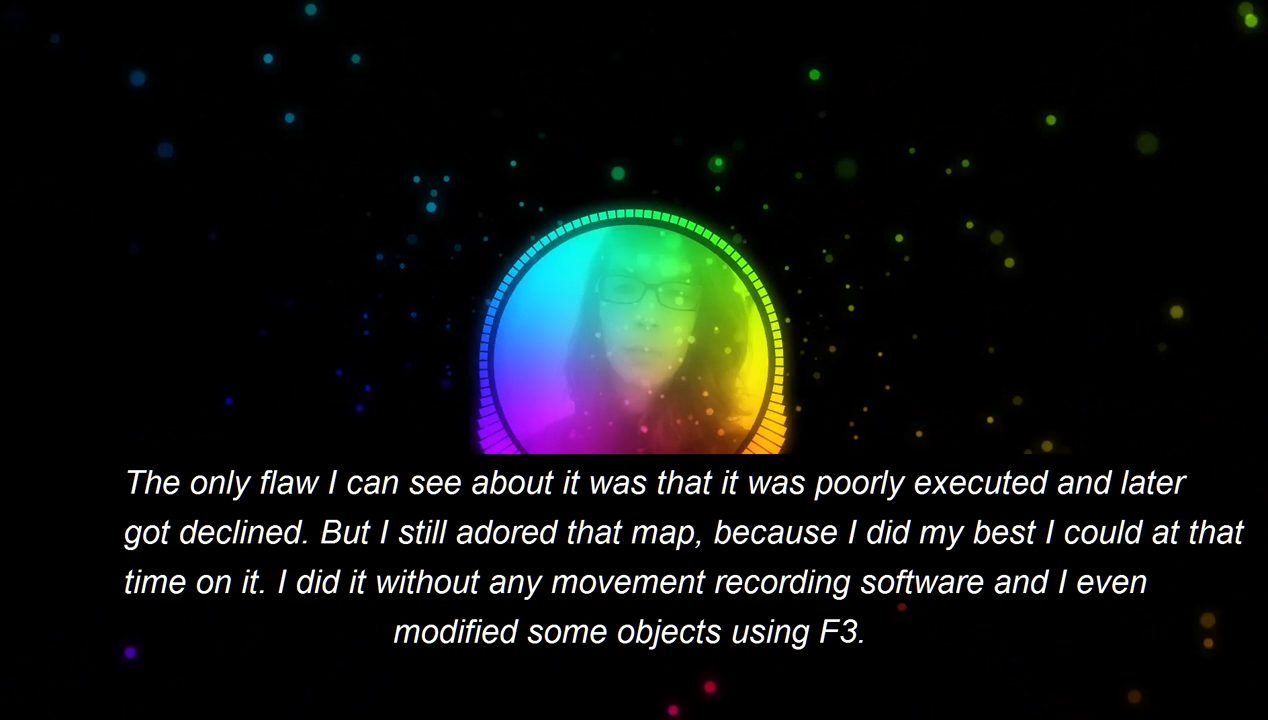 The only flaw I can see about it was that it was poorly executed and later
got declined. But I still adored that map, because I did my best I could at that
time on it. I did it without any movement recording software and I even
modified some objects using F3.